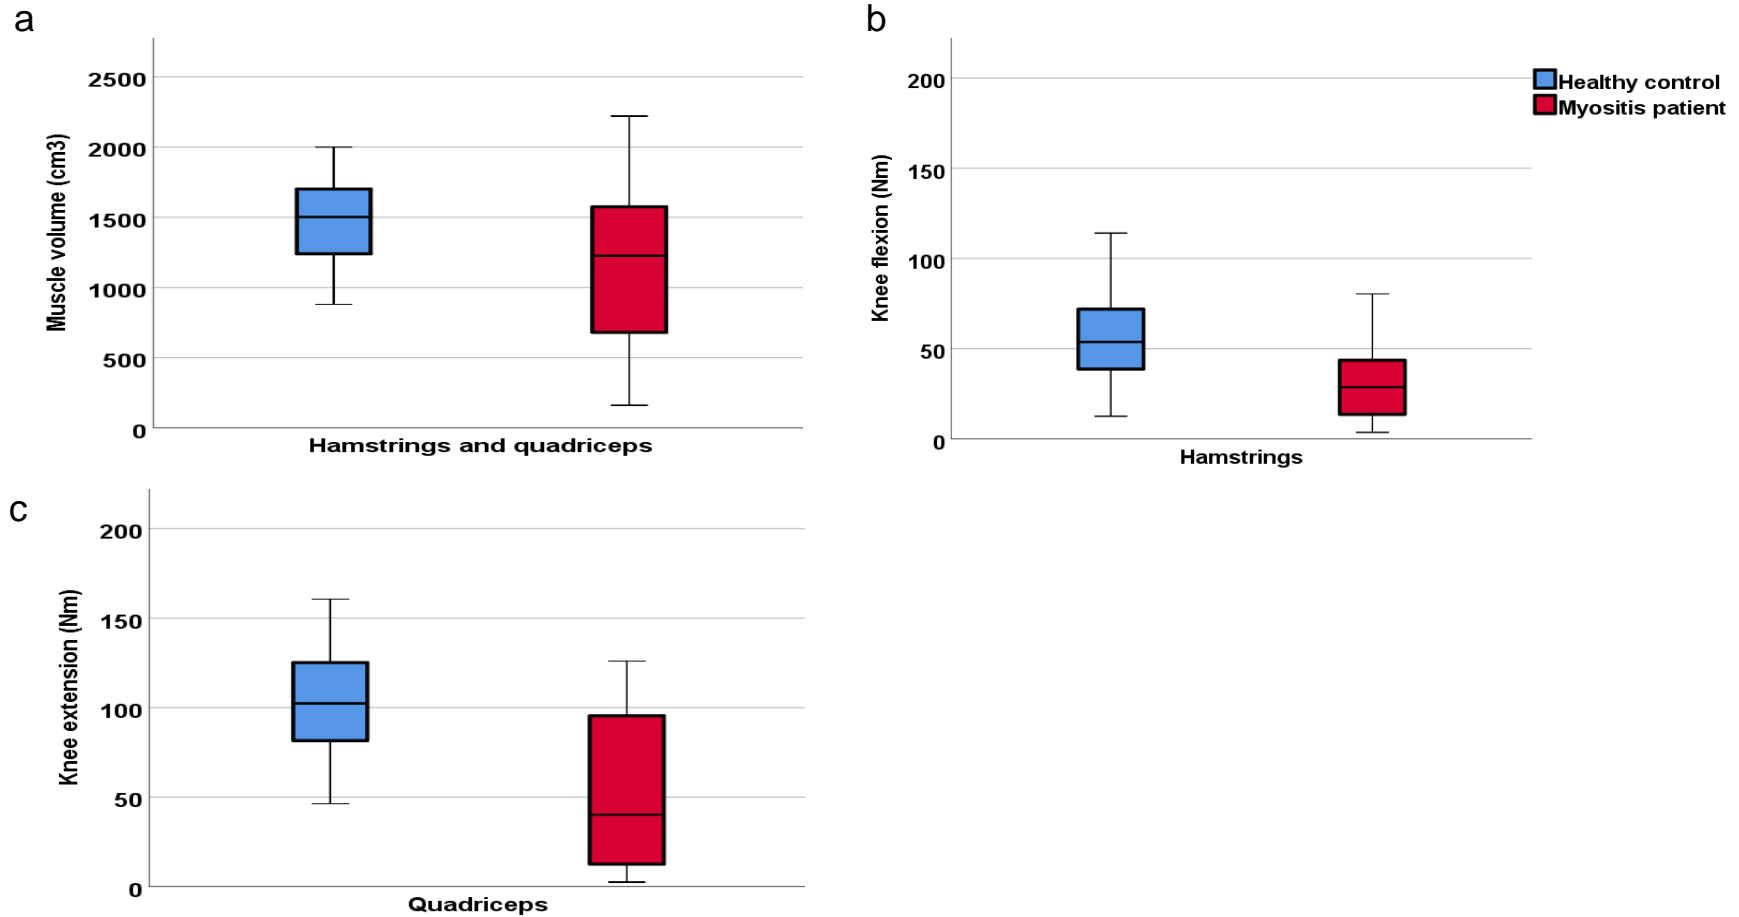 a
2500
2000
1500
1000
500
0
Muscle volume (cm3)
Hamstrings and quadriceps
b
200
150
100
50
0
Knee flexion (Nm)
Hamstrings
Healthy control
Myositis patient
c
200
150
100
50
0
Knee extension (Nm)
Quadriceps